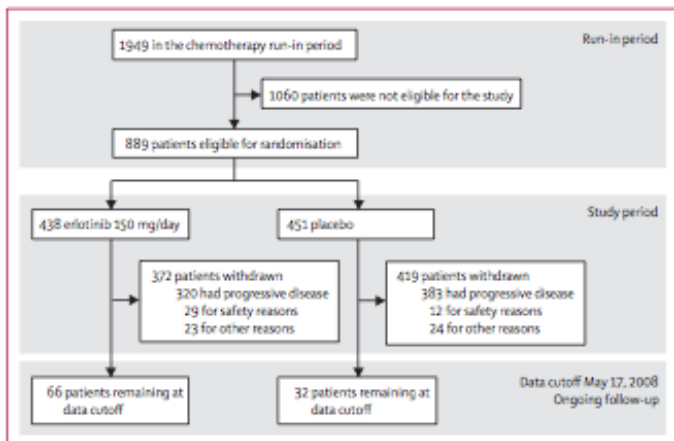 1949 in the chemotherapy run-in period
Run-in period
1060 patients were not eligible for the study
889 patients eligible for randomisation
438 erlotinib 150 mg/day
451 placebo
Study period
372 patients withdrawn
320 had progressive disease
29 for safety reasons
23 for other reasons
419 patients withdrawn
383 had progressive disease
12 for safety reasons
24 for other reasons
66 patients remaining at
data cutoff
32 patients remaining at
data cutoff
Data cutoff May 17, 2008
Ongoing follow-up